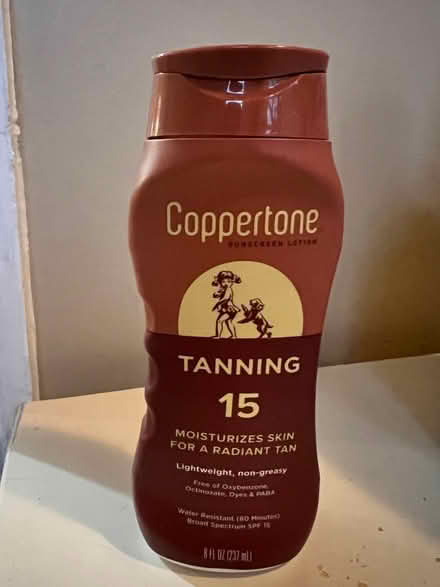 Coppertone
SUNSCREEN LOTION
TANNING
15
MOISTURIZES SKIN
FOR A RADIANT TAN
Lightweight, non-greasy
Free of Oxybenzone,
Octinoxate, Dyes & PABA
Water Resistant (80 Minutes)
Broad Spectrum SPF 15
8 fl OZ (237 mL)